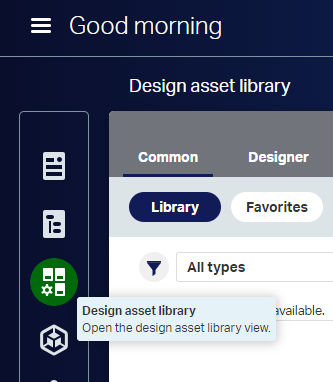 Good morning
Design asset library
Common Designer
Library Favorites
All types
Design asset library
Open the design asset library view.
available.